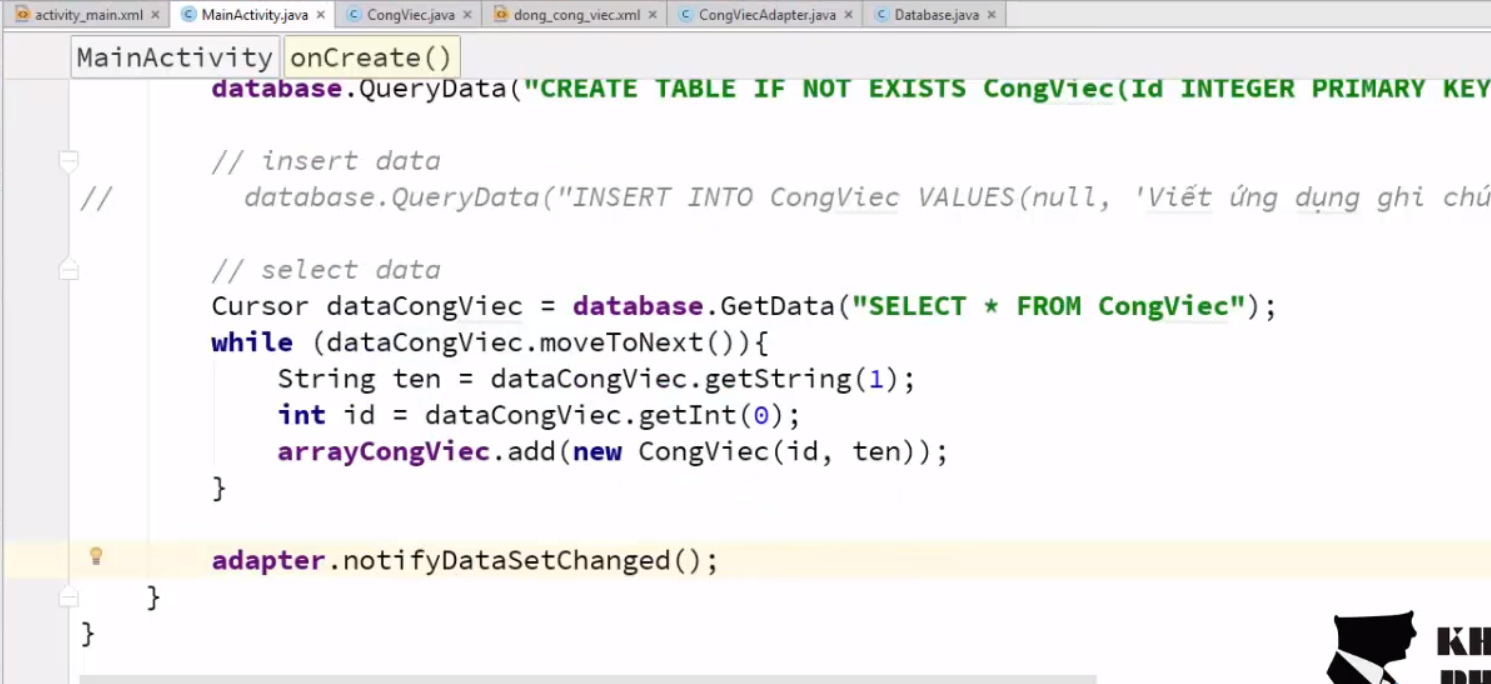 activity_main.xml MainActivity.java CongViec.java dong_cong_viec.xml CongViecAdapter.java Database.java
MainActivity onCreate()
database.QueryData("CREATE TABLE IF NOT EXISTS CongViec(Id INTEGER PRIMARY KEY
// insert data
// database.QueryData("INSERT INTO CongViec VALUES(null, 'Viết ứng dụng ghi chú
// select data
Cursor dataCongViec = database.GetData("SELECT * FROM CongViec");
while (dataCongViec.moveToNext()){
String ten = dataCongViec.getString(1);
int id = dataCongViec.getInt(0);
arrayCongViec.add(new CongViec(id, ten));
}
adapter.notifyDataSetChanged();
}
}
KH